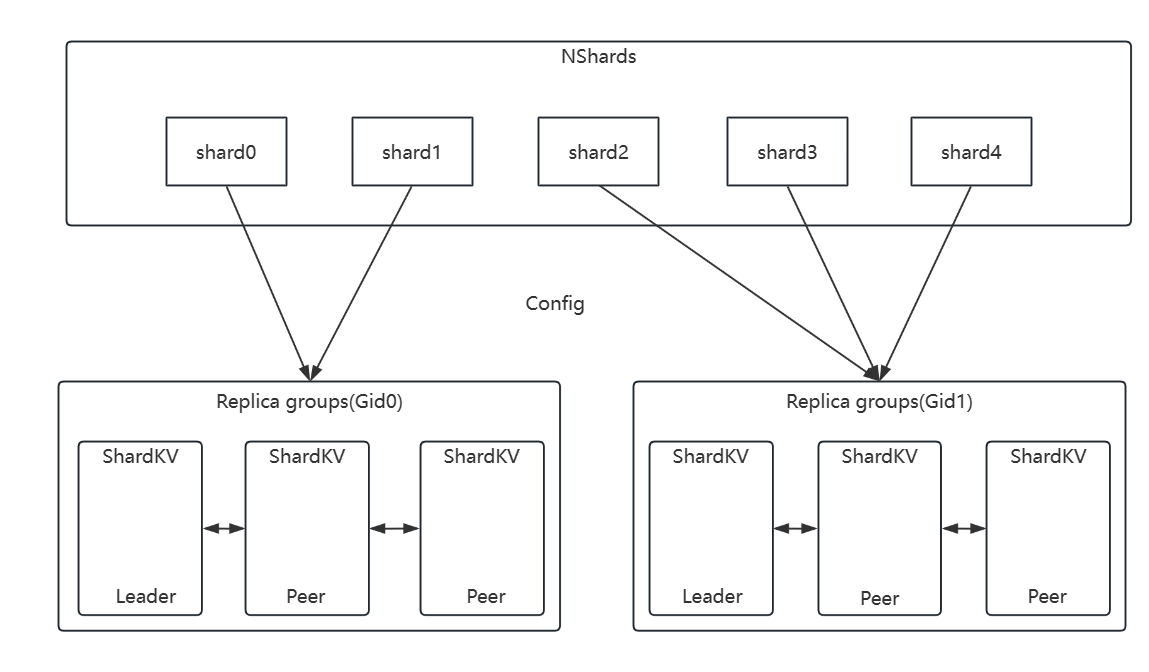 NShards
shard0
shard1
shard2
shard3
shard4
Config
Replica groups(Gid0)
ShardKV
Leader
ShardKV
Peer
ShardKV
Peer
Replica groups(Gid1)
ShardKV
Leader
ShardKV
Peer
ShardKV
Peer